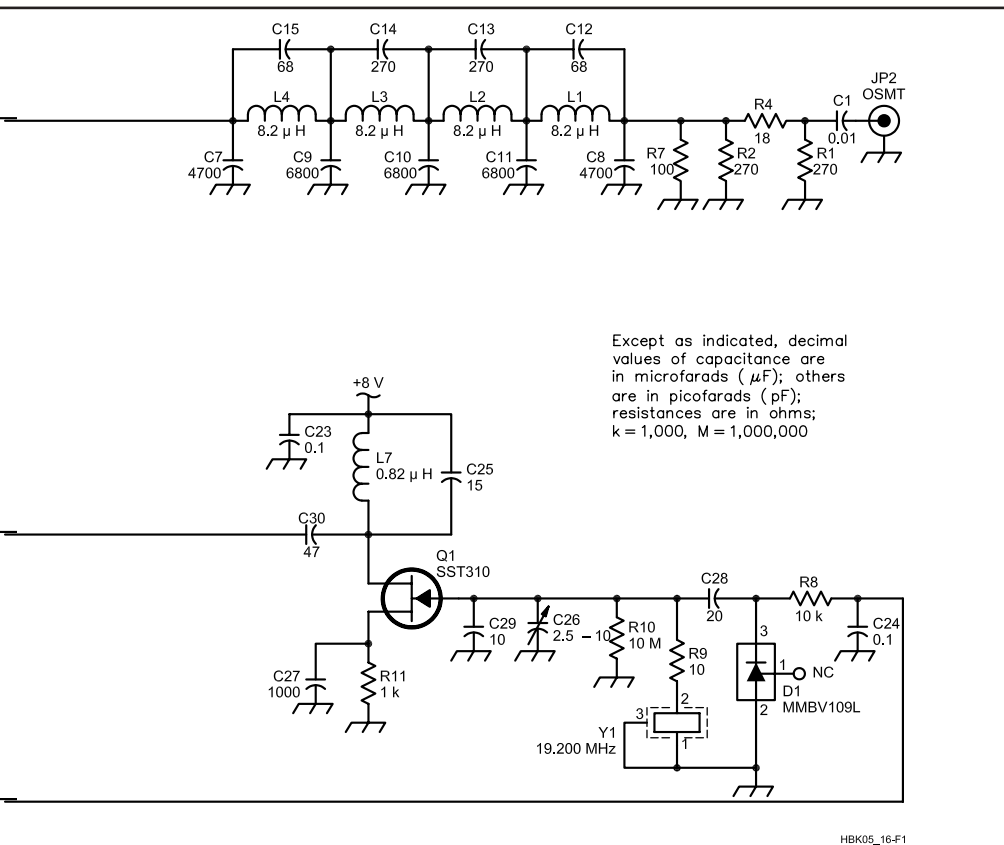 C15
68
C14
270
C13
270
C12
68
JP2
OSMT
L4
8.2 μ H
L3
8.2 μ H
L2
8.2 μ H
L1
8.2 μ H
R4
18
C1
0.01
C7
4700
C9
6800
C10
6800
C11
6800
C8
4700
R7
100
R2
270
R1
270
Except as indicated, decimal
values of capacitance are
in microfarads ( μF); others
are in picofarads ( pF);
resistances are in ohms;
k = 1,000, M = 1,000,000
+8 V
C23
0.1
L7
0.82 μ H
C25
15
C30
47
Q1
SST310
C28
20
R8
10 k
C29
10
C26
2.5 – 10
R10
10 M
R9
10
C24
0.1
3
1
NC
D1
MMBV109L
2
C27
1000
R11
1 k
2
3
1
Y1
19.200 MHz
HBK05_16-F1